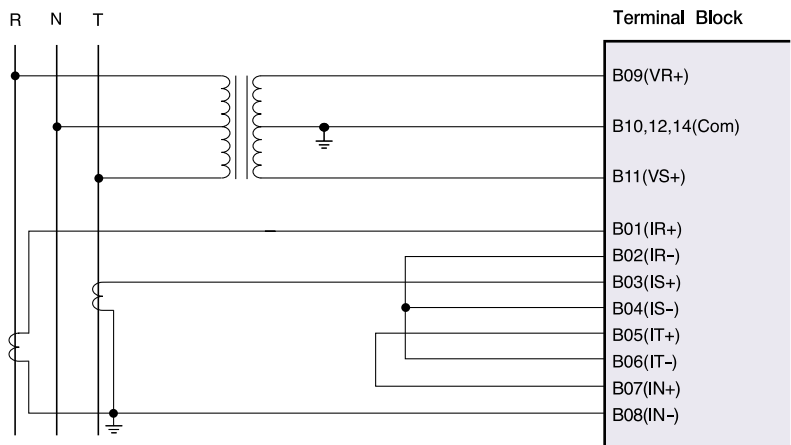 R N T
Terminal Block
B09(VR+)
B10,12,14(Com)
B11(VS+)
B01(IR+)
B02(IR-)
B03(IS+)
B04(IS-)
B05(IT+)
B06(IT-)
B07(IN+)
B08(IN-)